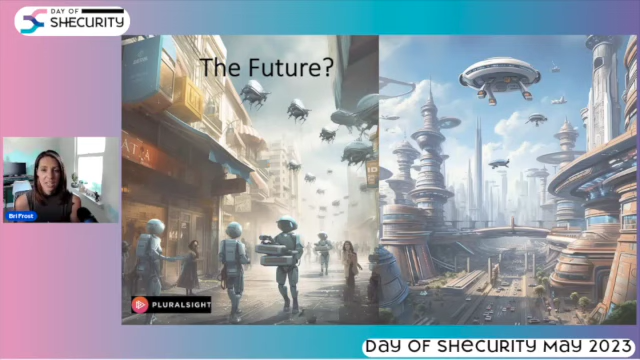 DAY OF
SHECURITY
The Future?
Bri Frost
PLURALSIGHT
DAY OF SHECURITY MAY 2023